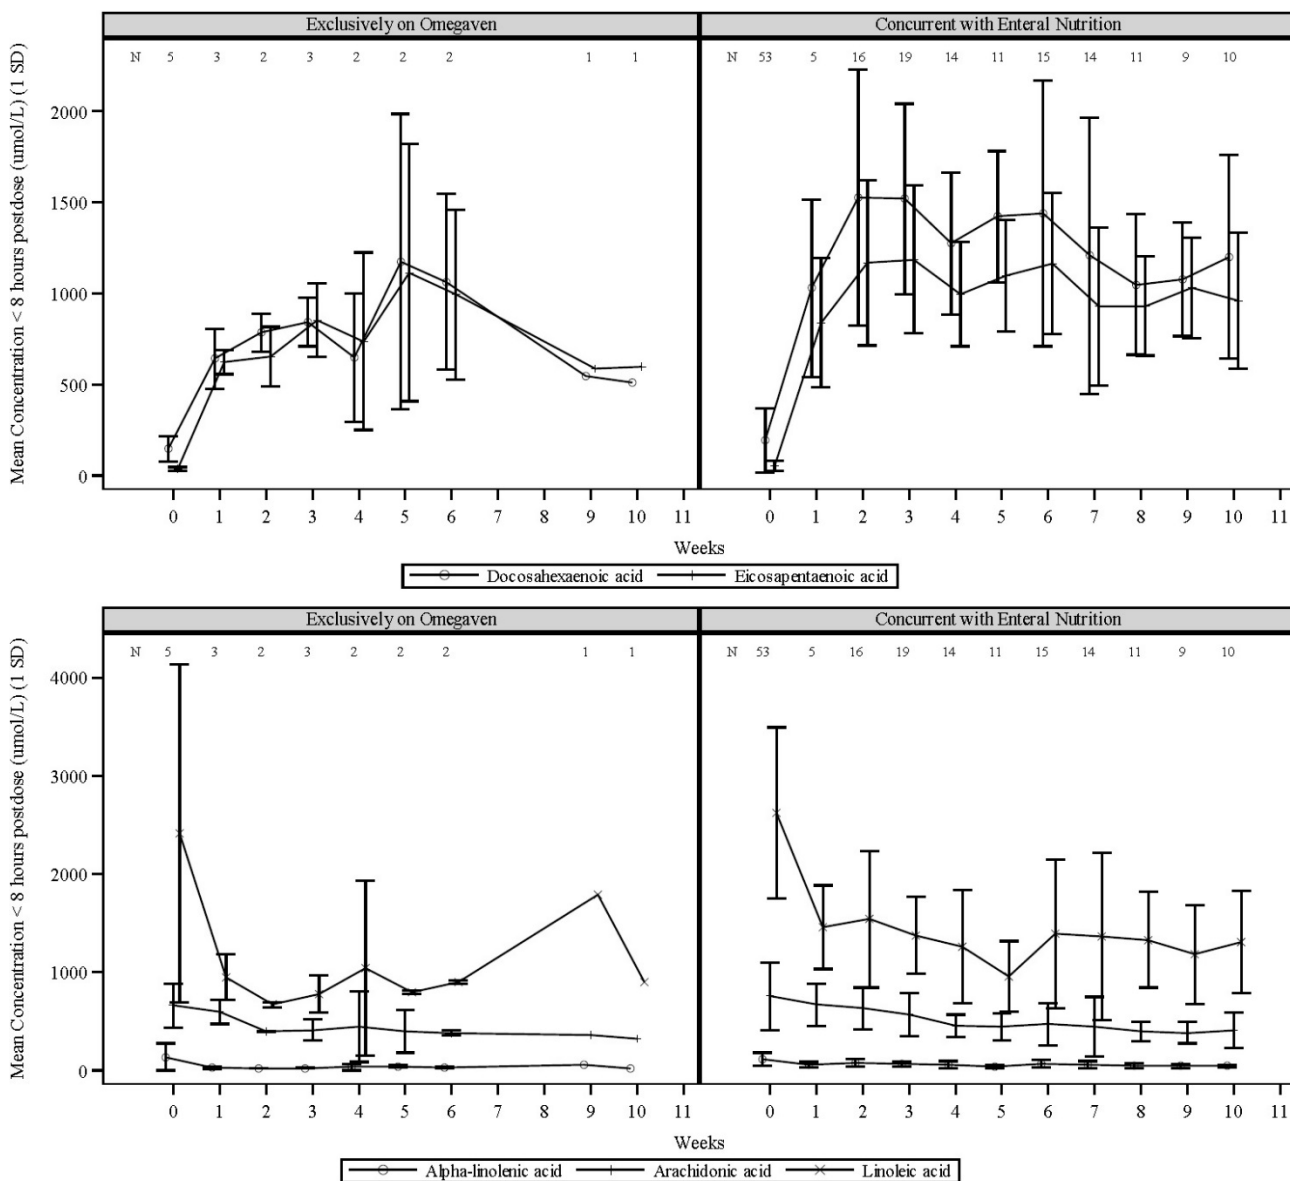 Exclusively on Omegaven
Concurrent with Enteral Nutrition
Mean Concentration < 8 hours postdose (umol/L) (1 SD)
N 5 3 2 3 2 2 2 1 1
N 53 5 16 19 14 11 15 14 11 9 10
2000
1500
1000
500
0
0 1 2 3 4 5 6 7 8 9 10 11
0 1 2 3 4 5 6 7 8 9 10 11
Weeks
Docosahexaenoic acid Eicosapentaenoic acid
Exclusively on Omegaven
Concurrent with Enteral Nutrition
Mean Concentration < 8 hours postdose (umol/L) (1 SD)
N 5 3 2 3 2 2 2 1 1
N 53 5 16 19 14 11 15 14 11 9 10
4000
3000
2000
1000
0
0 1 2 3 4 5 6 7 8 9 10 11
0 1 2 3 4 5 6 7 8 9 10 11
Weeks
Alpha-linolenic acid Arachidonic acid Linoleic acid